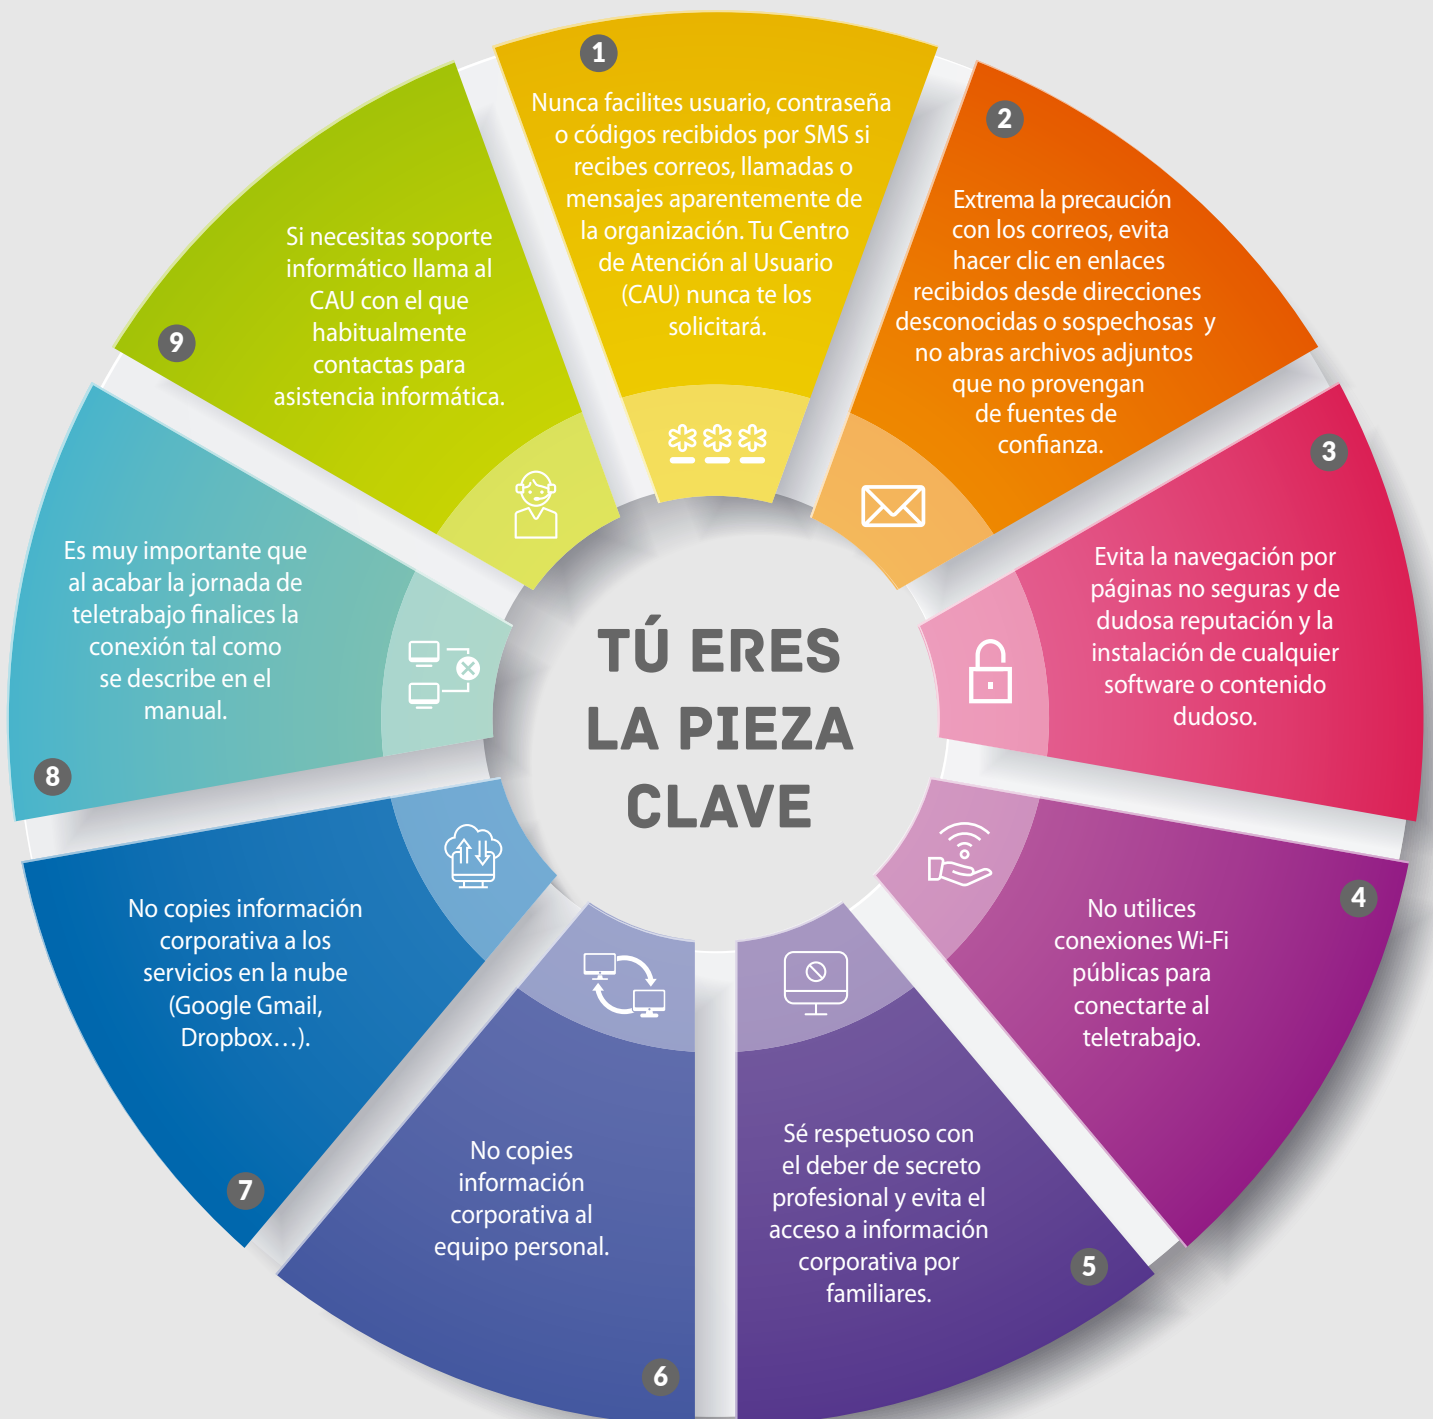 TÚ ERES
LA PIEZA
CLAVE
1
Nunca facilites usuario, contraseña
o códigos recibidos por SMS si
recibes correos, llamadas o
mensajes aparentemente de
la organización. Tu Centro
de Atención al Usuario
(CAU) nunca te los
solicitará.
2
Extrema la precaución
con los correos, evita
hacer clic en enlaces
recibidos desde direcciones
desconocidas o sospechosas y
no abras archivos adjuntos
que no provengan
de fuentes de
confianza.
3
Evita la navegación por
páginas no seguras y de
dudosa reputación y la
instalación de cualquier
software o contenido
dudoso.
4
No utilices
conexiones Wi-Fi
públicas para
conectarte al
teletrabajo.
5
Sé respetuoso con
el deber de secreto
profesional y evita el
acceso a información
corporativa por
familiares.
6
No copies
información
corporativa al
equipo personal.
7
No copies información
corporativa a los
servicios en la nube
(Google Gmail,
Dropbox…).
8
Es muy importante que
al acabar la jornada de
teletrabajo finalices la
conexión tal como
se describe en el
manual.
9
Si necesitas soporte
informático llama al
CAU con el que
habitualmente
contactas para
asistencia informática.